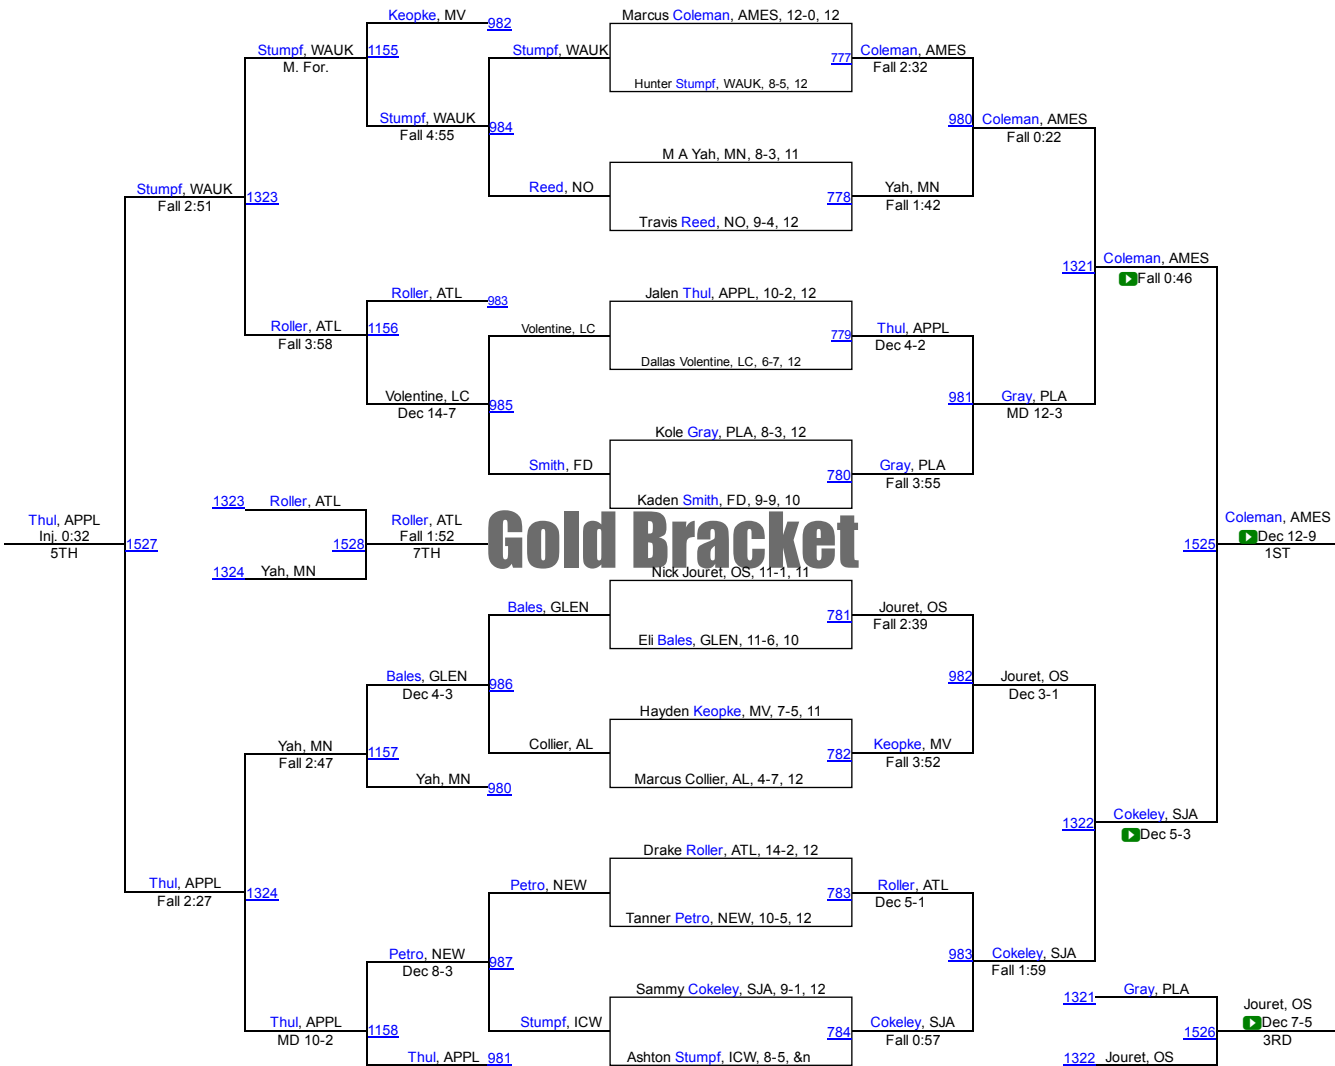 Keopke, MV
982
Marcus Coleman, AMES, 12-0, 12
Stumpf, WAUK
M. For.
1155
Stumpf, WAUK
777
Coleman, AMES
Fall 2:32
Hunter Stumpf, WAUK, 8-5, 12
Stumpf, WAUK
Fall 4:55
984
980
Coleman, AMES
Fall 0:22
M A Yah, MN, 8-3, 11
Stumpf, WAUK
Fall 2:51
1323
Reed, NO
778
Yah, MN
Fall 1:42
Travis Reed, NO, 9-4, 12
1321
Coleman, AMES
Fall 0:46
Roller, ATL
983
Jalen Thul, APPL, 10-2, 12
Roller, ATL
Fall 3:58
1156
Volentine, LC
779
Thul, APPL
Dec 4-2
Dallas Volentine, LC, 6-7, 12
Volentine, LC
Dec 14-7
985
981
Gray, PLA
MD 12-3
Kole Gray, PLA, 8-3, 12
Smith, FD
780
Gray, PLA
Fall 3:55
Kaden Smith, FD, 9-9, 10
1323
Roller, ATL
Thul, APPL
Inj. 0:32
5TH
1527
1528
Roller, ATL
Fall 1:52
7TH
Gold Bracket
1525
Coleman, AMES
Dec 12-9
1ST
1324
Yah, MN
Nick Jouret, OS, 11-1, 11
Bales, GLEN
781
Jouret, OS
Fall 2:39
Eli Bales, GLEN, 11-6, 10
Bales, GLEN
Dec 4-3
986
982
Jouret, OS
Dec 3-1
Hayden Keopke, MV, 7-5, 11
Yah, MN
Fall 2:47
1157
Collier, AL
782
Keopke, MV
Fall 3:52
Yah, MN
980
Marcus Collier, AL, 4-7, 12
1322
Cokeley, SJA
Dec 5-3
Drake Roller, ATL, 14-2, 12
Thul, APPL
Fall 2:27
1324
Petro, NEW
783
Roller, ATL
Dec 5-1
Tanner Petro, NEW, 10-5, 12
Petro, NEW
Dec 8-3
987
983
Cokeley, SJA
Fall 1:59
Sammy Cokeley, SJA, 9-1, 12
1321
Gray, PLA
Thul, APPL
MD 10-2
1158
Stumpf, ICW
784
Cokeley, SJA
Fall 0:57
1526
Jouret, OS
Dec 7-5
3RD
Thul, APPL
981
Ashton Stumpf, ICW, 8-5, &n
1322
Jouret, OS